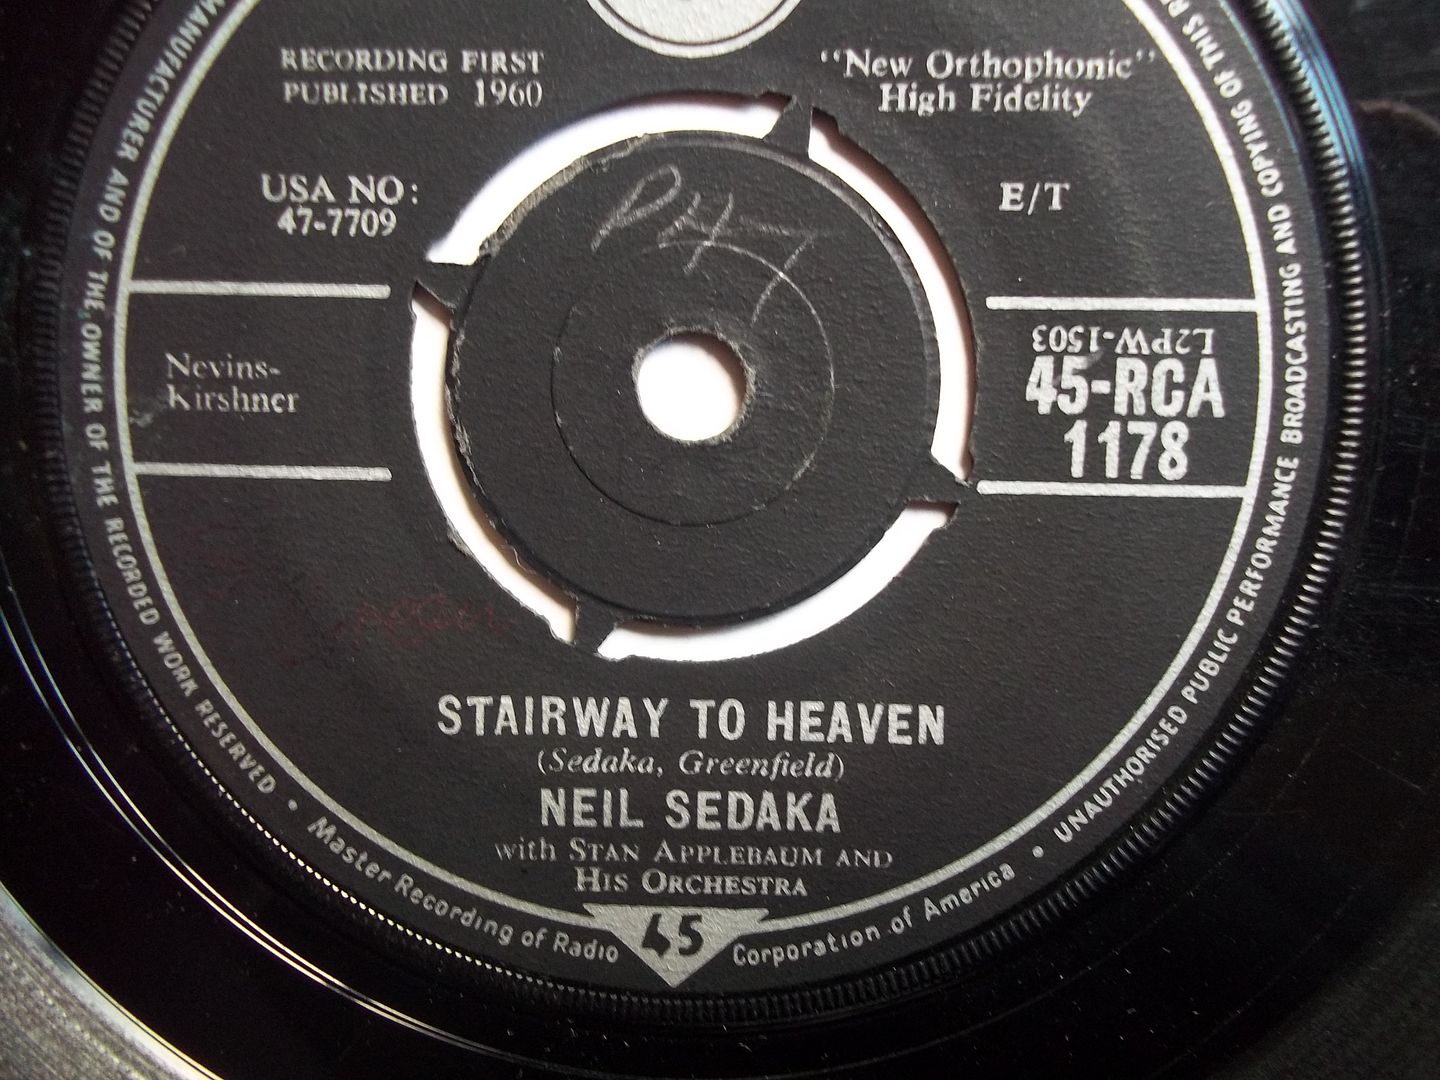 RECORDING FIRST
PUBLISHED 1960
"New Orthophonic"
High Fidelity
USA NO:
47-7709
E/T
Nevins-
Kirshner
L2PW-1503
45-RCA
1178
STAIRWAY TO HEAVEN
(Sedaka, Greenfield)
NEIL SEDAKA
with STAN APPLEBAUM AND
HIS ORCHESTRA
45
MANUFACTURER AND OF THE OWNER OF THE RECORDED WORK RESERVED •
Master Recording of Radio Corporation of America
• UNAUTHORISED PUBLIC PERFORMANCE BROADCASTING AND COPYING OF THIS